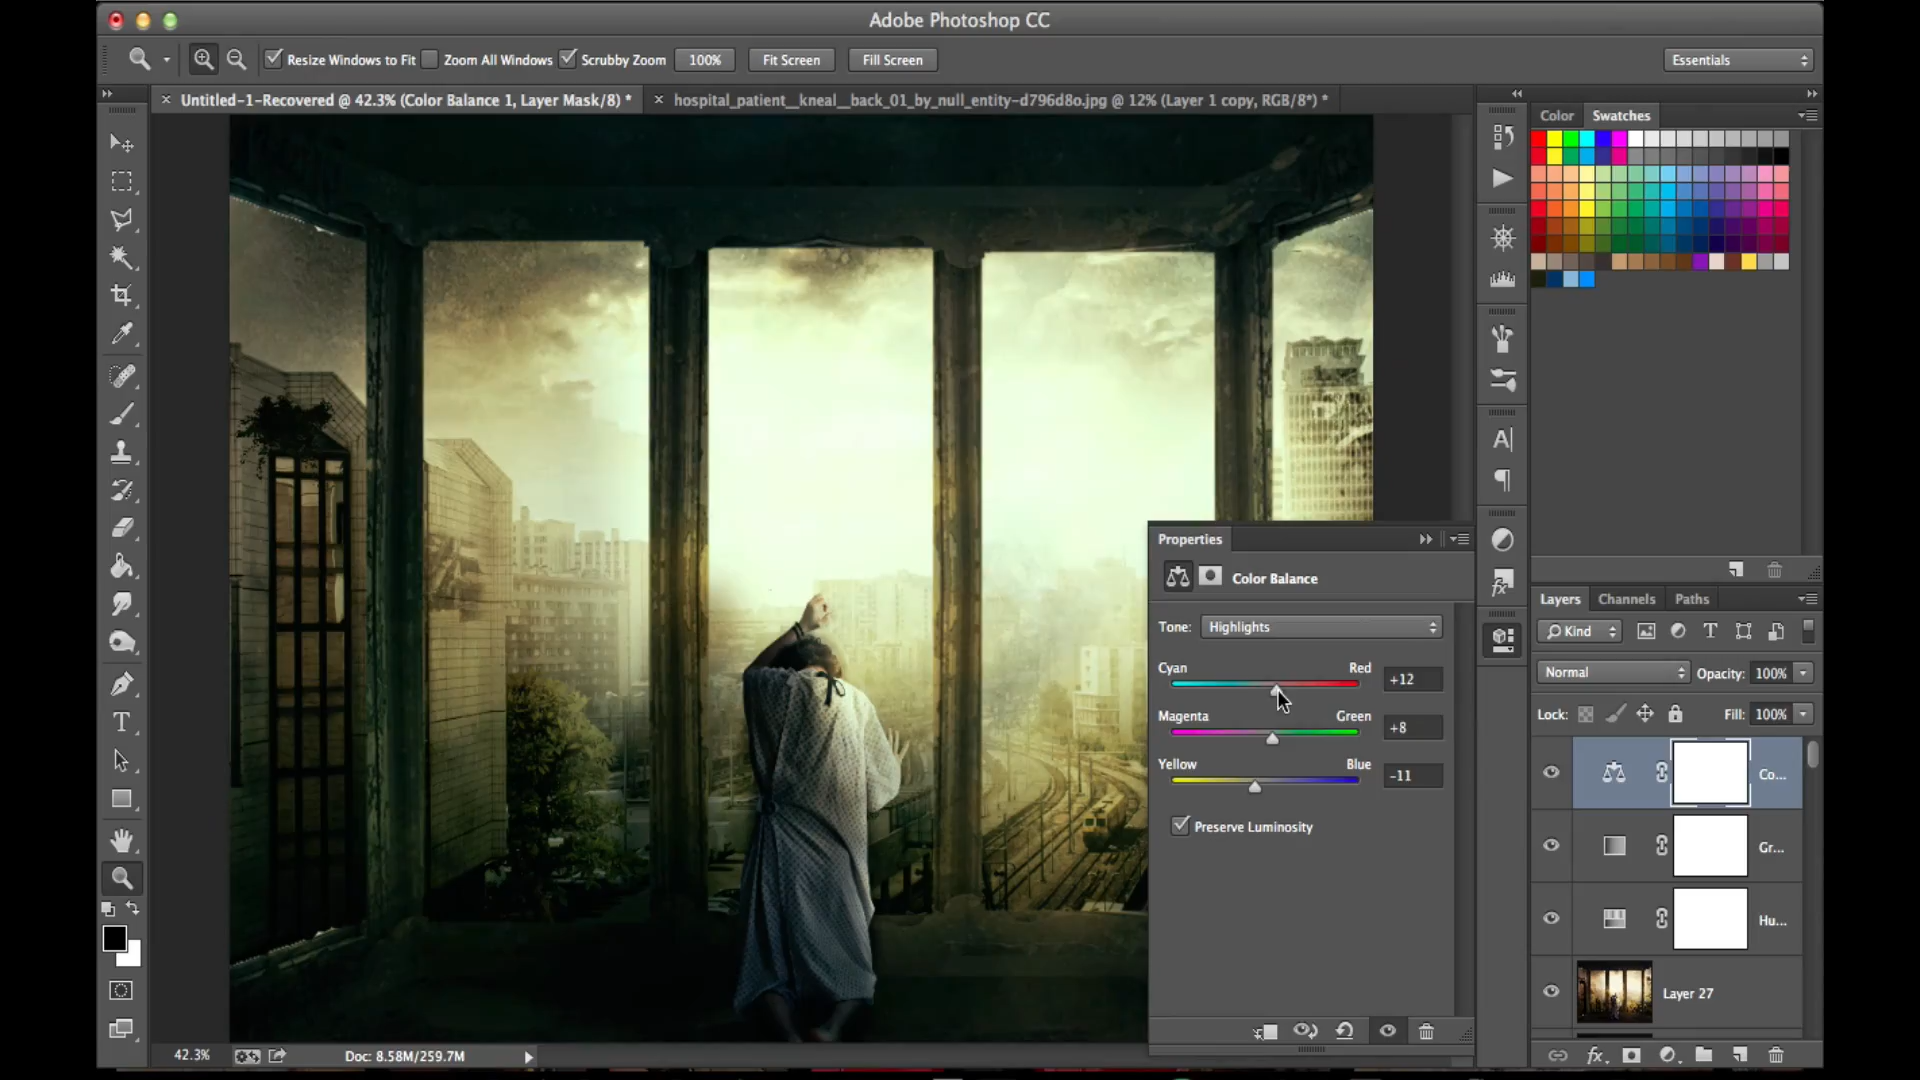 Adobe Photoshop CC
Resize Windows to Fit
Zoom All Windows
Scrubby Zoom
100%
Fit Screen
Fill Screen
Essentials
Untitled-1-Recovered @ 42.3% (Color Balance 1, Layer Mask/8) *
hospital_patient__kneal__back_01_by_null_entity-d796d8o.jpg @ 12% (Layer 1 copy, RGB/8*) *
Color
Swatches
Properties
Color Balance
Tone:
Highlights
Cyan
Red
+12
Magenta
Green
+8
Yellow
Blue
-11
Preserve Luminosity
Layers
Channels
Paths
Kind
Normal
Opacity:
100%
Lock:
Fill:
100%
Co...
Gr...
Hu...
Layer 27
42.3%
Doc: 8.58M/259.7M